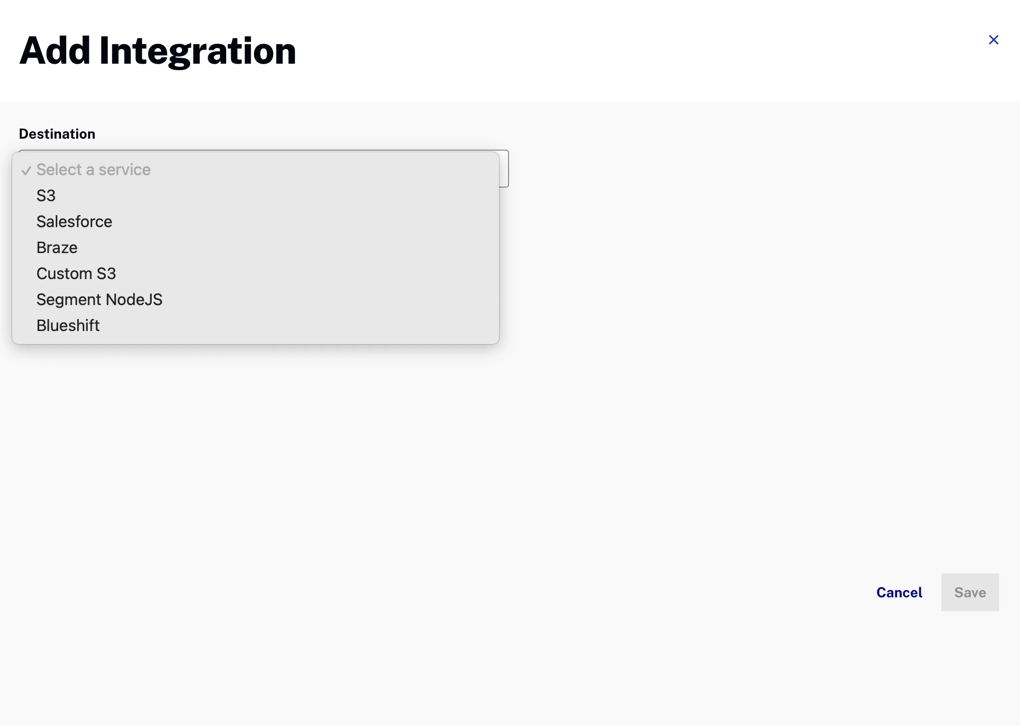 Add Integration
Destination
Select a service
S3
Salesforce
Braze
Custom S3
Segment NodeJS
Blueshift
Cancel
Save